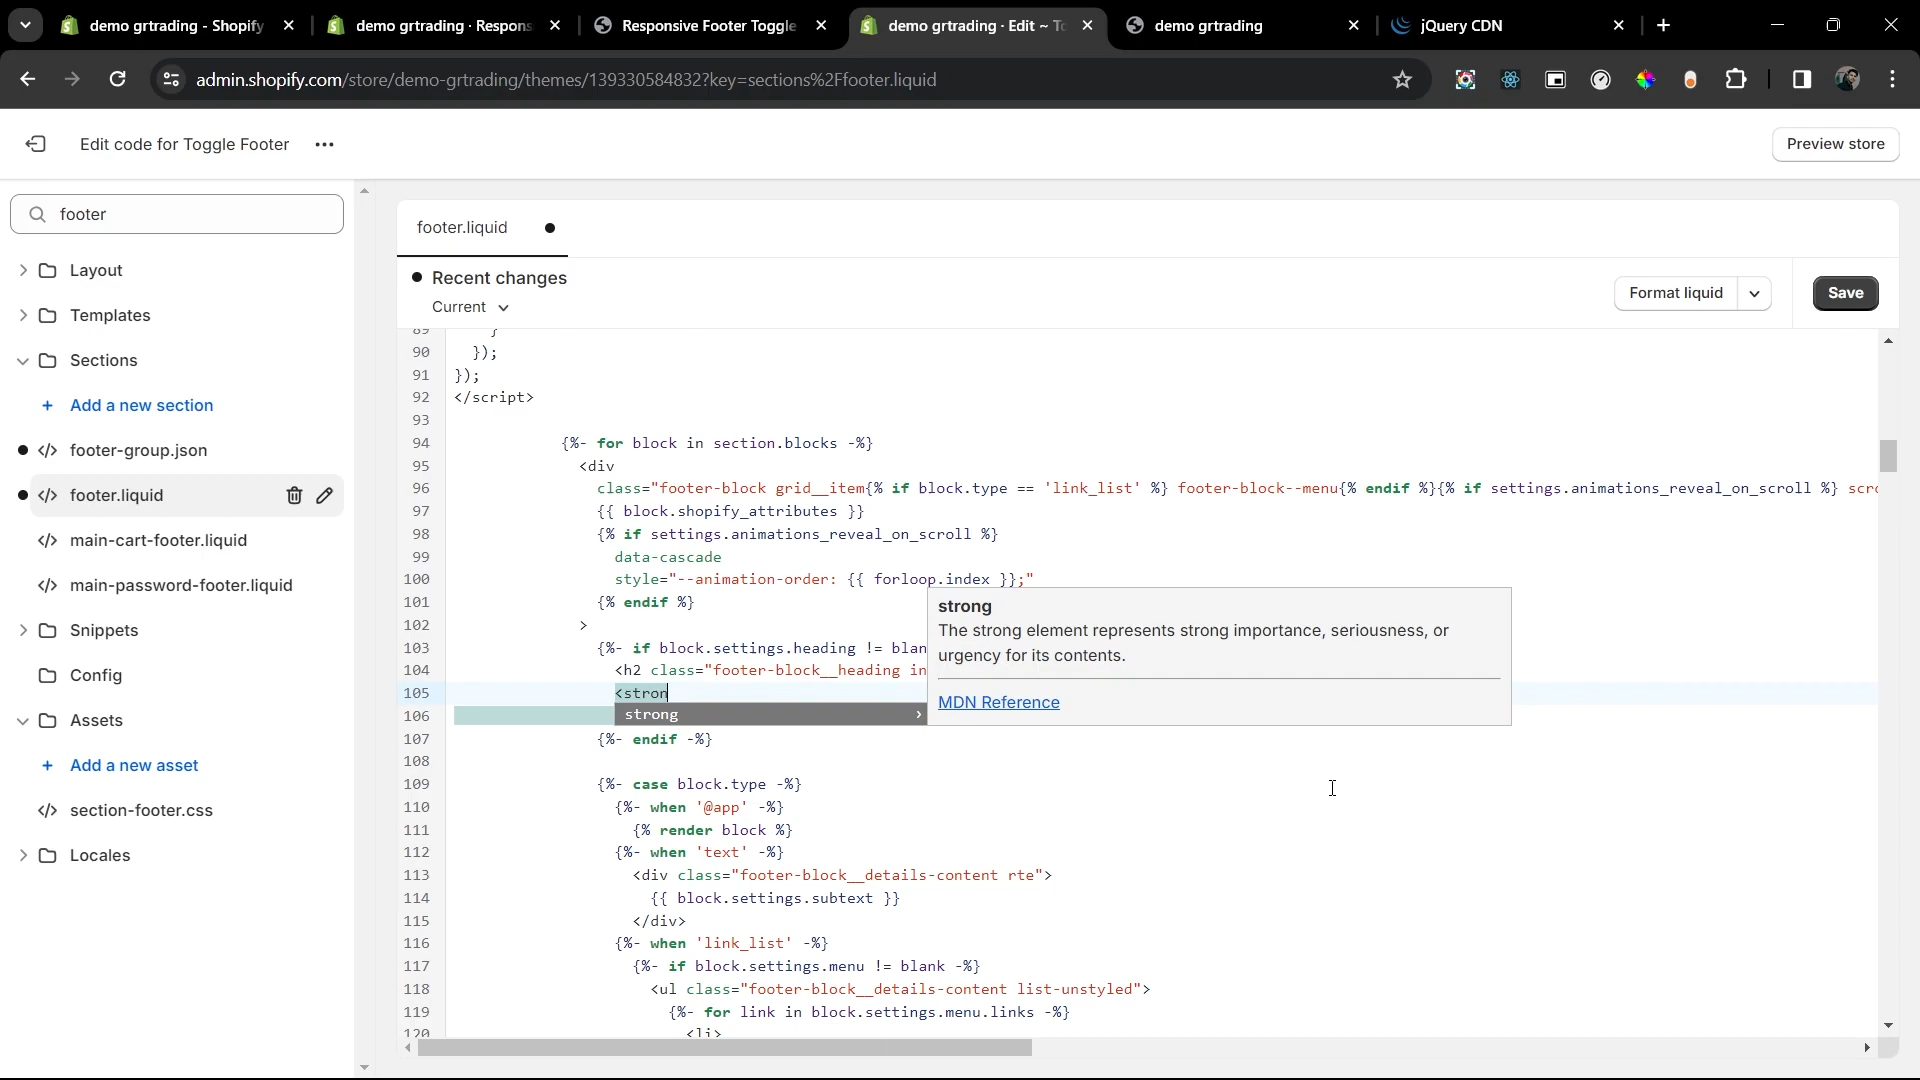 demo grtrading - Shopify
demo grtrading · Respons
Responsive Footer Toggle
demo grtrading · Edit ~ To
demo grtrading
jQuery CDN
admin.shopify.com/store/demo-grtrading/themes/139330584832?key=sections%2Ffooter.liquid
Edit code for Toggle Footer
Preview store
footer
Layout
Templates
Sections
+ Add a new section
footer-group.json
footer.liquid
main-cart-footer.liquid
main-password-footer.liquid
Snippets
Config
Assets
+ Add a new asset
section-footer.css
Locales
footer.liquid
Recent changes
Current
Format liquid
Save
89 }
90 });
91 });
92 </script>
93
94 {%- for block in section.blocks -%}
95 <div
96 class="footer-block grid__item{% if block.type == 'link_list' %} footer-block--menu{% endif %}{% if settings.animations_reveal_on_scroll %} scr
97 {{ block.shopify_attributes }}
98 {% if settings.animations_reveal_on_scroll %}
99 data-cascade
100 style="--animation-order: {{ forloop.index }};"
101 {% endif %}
102 >
103 {%- if block.settings.heading != blan
104 <h2 class="footer-block__heading in
105 <stron
106
strong
strong
The strong element represents strong importance, seriousness, or
urgency for its contents.
MDN Reference
107 {%- endif -%}
108
109 {%- case block.type -%}
110 {%- when '@app' -%}
111 {% render block %}
112 {%- when 'text' -%}
113 <div class="footer-block__details-content rte">
114 {{ block.settings.subtext }}
115 </div>
116 {%- when 'link_list' -%}
117 {%- if block.settings.menu != blank -%}
118 <ul class="footer-block__details-content list-unstyled">
119 {%- for link in block.settings.menu.links -%}
120 <li>